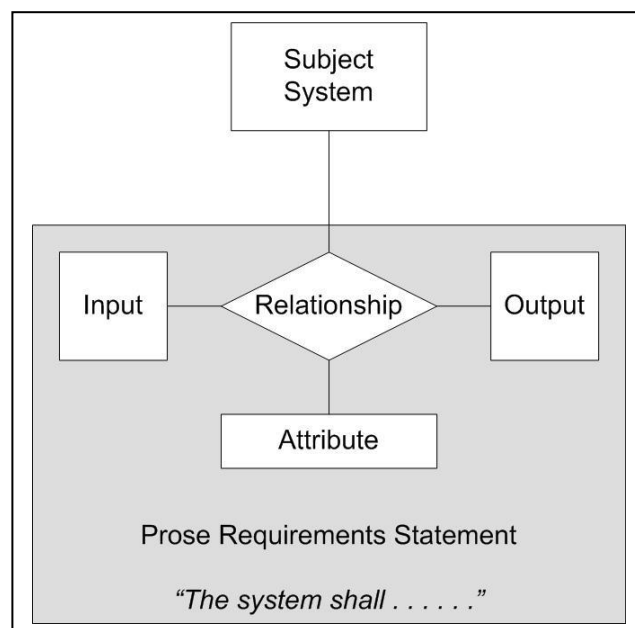 Subject
System
Input
Relationship
Output
Attribute
Prose Requirements Statement
“The system shall . . . . . .”